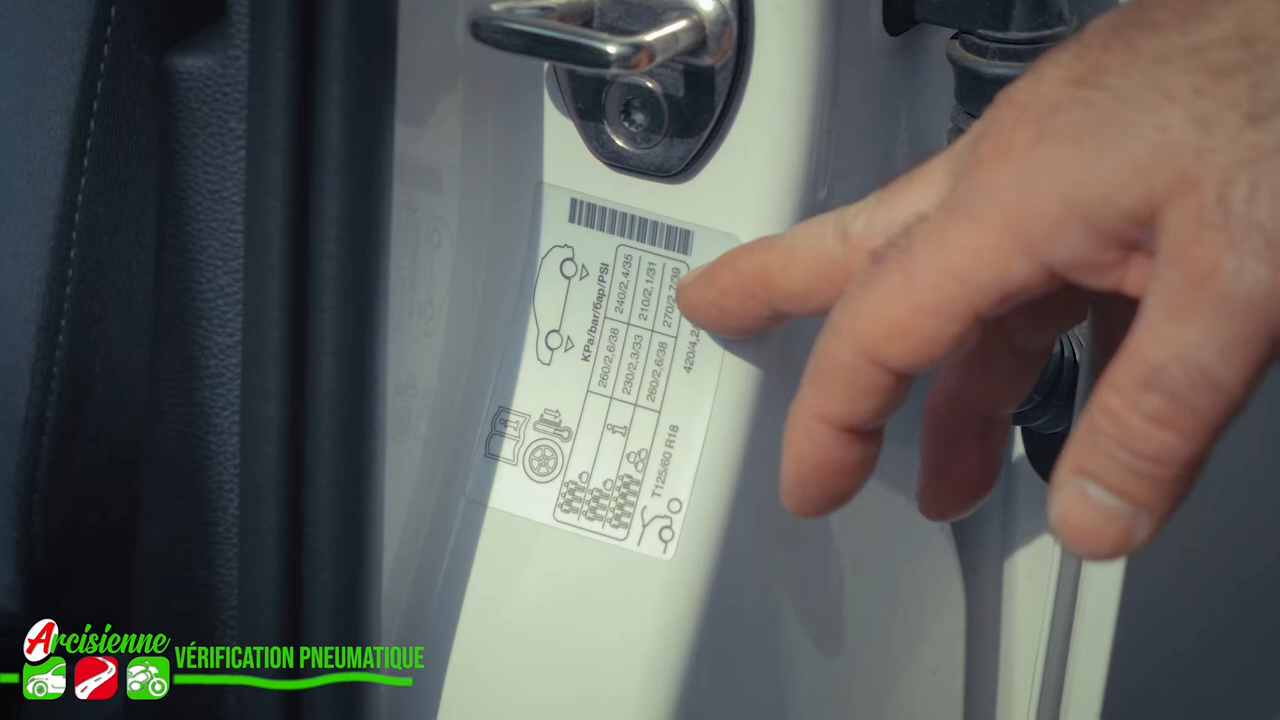 KPa/bar/бар/PSI
260/2,6/38 240/2,4/35
230/2,3/33 210/2,1/31
260/2,6/38 270/2,7/39
T125/60 R18
Arcisienne
VÉRIFICATION PNEUMATIQUE